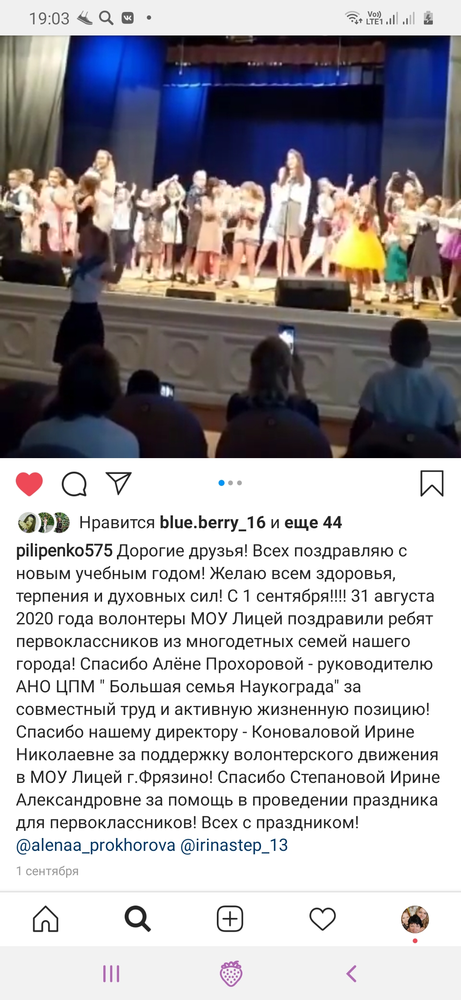 19:03
Vo))
LTE1
Нравится blue.berry_16 и еще 44
pilipenko575 Дорогие друзья! Всех поздравляю с
новым учебным годом! Желаю всем здоровья,
терпения и духовных сил! С 1 сентября!!!! 31 августа
2020 года волонтеры МОУ Лицей поздравили ребят
первоклассников из многодетных семей нашего
города! Спасибо Алёне Прохоровой - руководителю
АНО ЦПМ " Большая семья Наукограда" за
совместный труд и активную жизненную позицию!
Спасибо нашему директору - Коноваловой Ирине
Николаевне за поддержку волонтерского движения
в МОУ Лицей г.Фрязино! Спасибо Степановой Ирине
Александровне за помощь в проведении праздника
для первоклассников! Всех с праздником!
@alenaa_prokhorova @irinastep_13
1 сентября